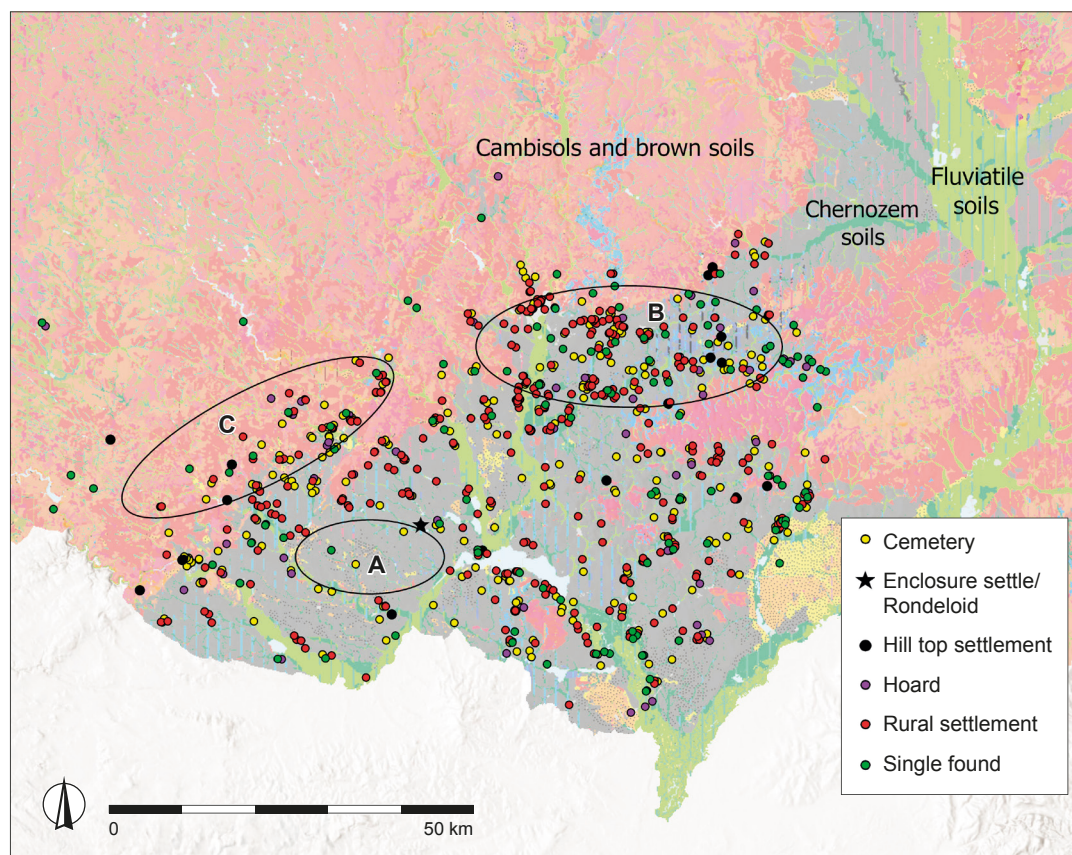 Cambisols and brown soils
Fluviatile
soils
Chernozem
soils
B
C
A
Cemetery
Enclosure settle/
Rondeloid
Hill top settlement
Hoard
Rural settlement
Single found
0
50 km